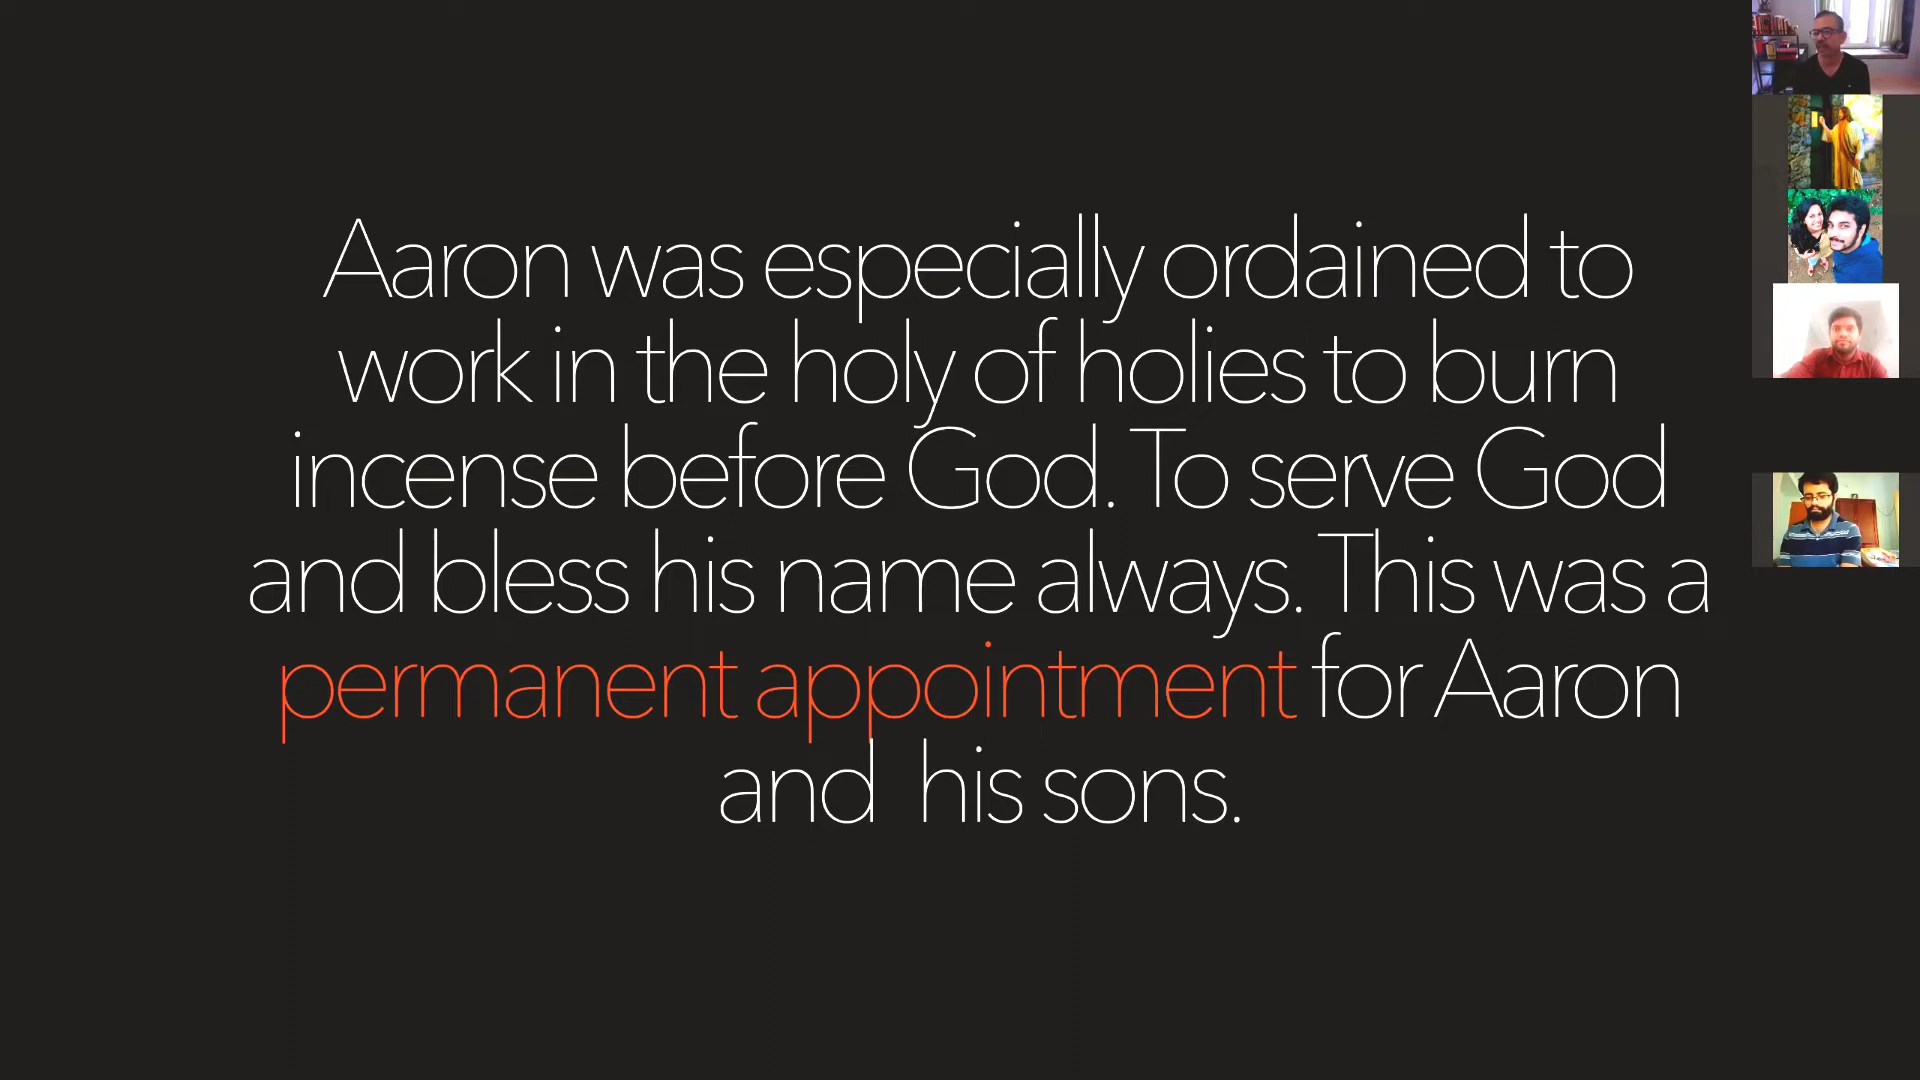 Aaron was especially ordained to
work in the holy of holies to burn
incense before God. To serve God
and bless his name always. This was a
permanent appointment for Aaron
and  his sons.